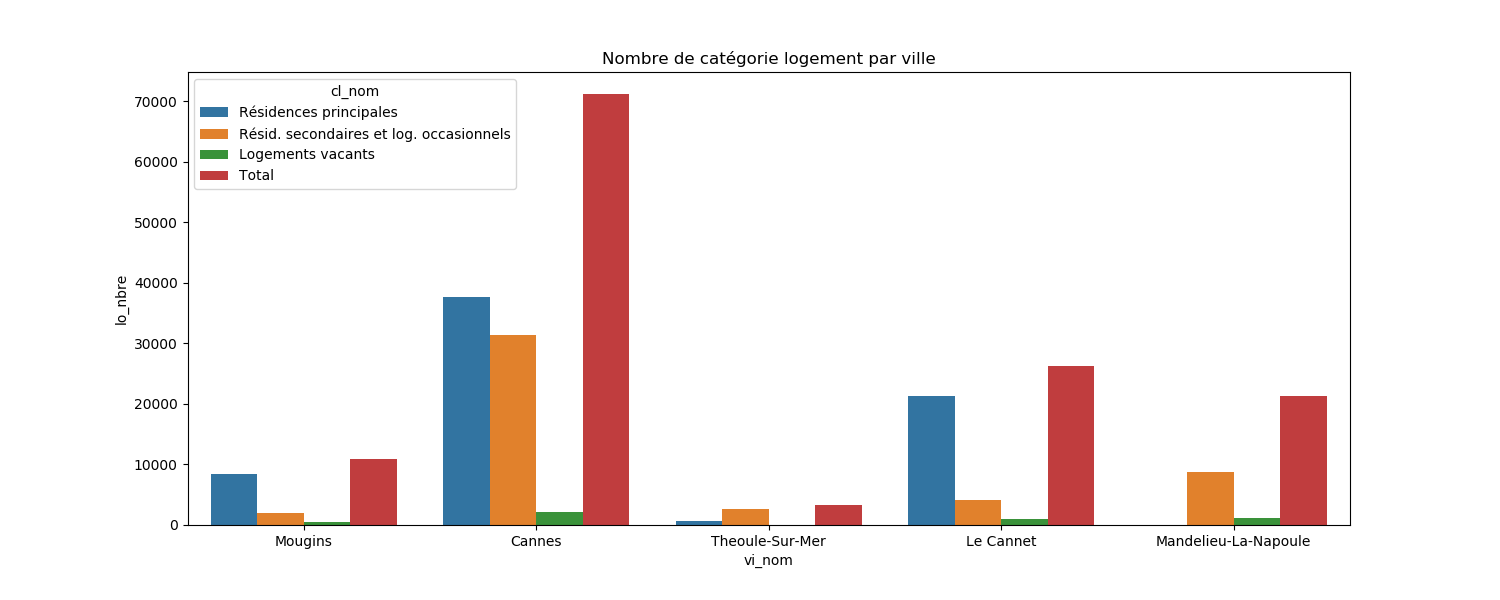 Nombre de catégorie logement par ville
cl_nom
Résidences principales
Résid. secondaires et log. occasionnels
Logements vacants
Total
70000
60000
50000
40000
30000
20000
10000
0
lo_nbre
Mougins
Cannes
Theoule-Sur-Mer
Le Cannet
Mandelieu-La-Napoule
vi_nom